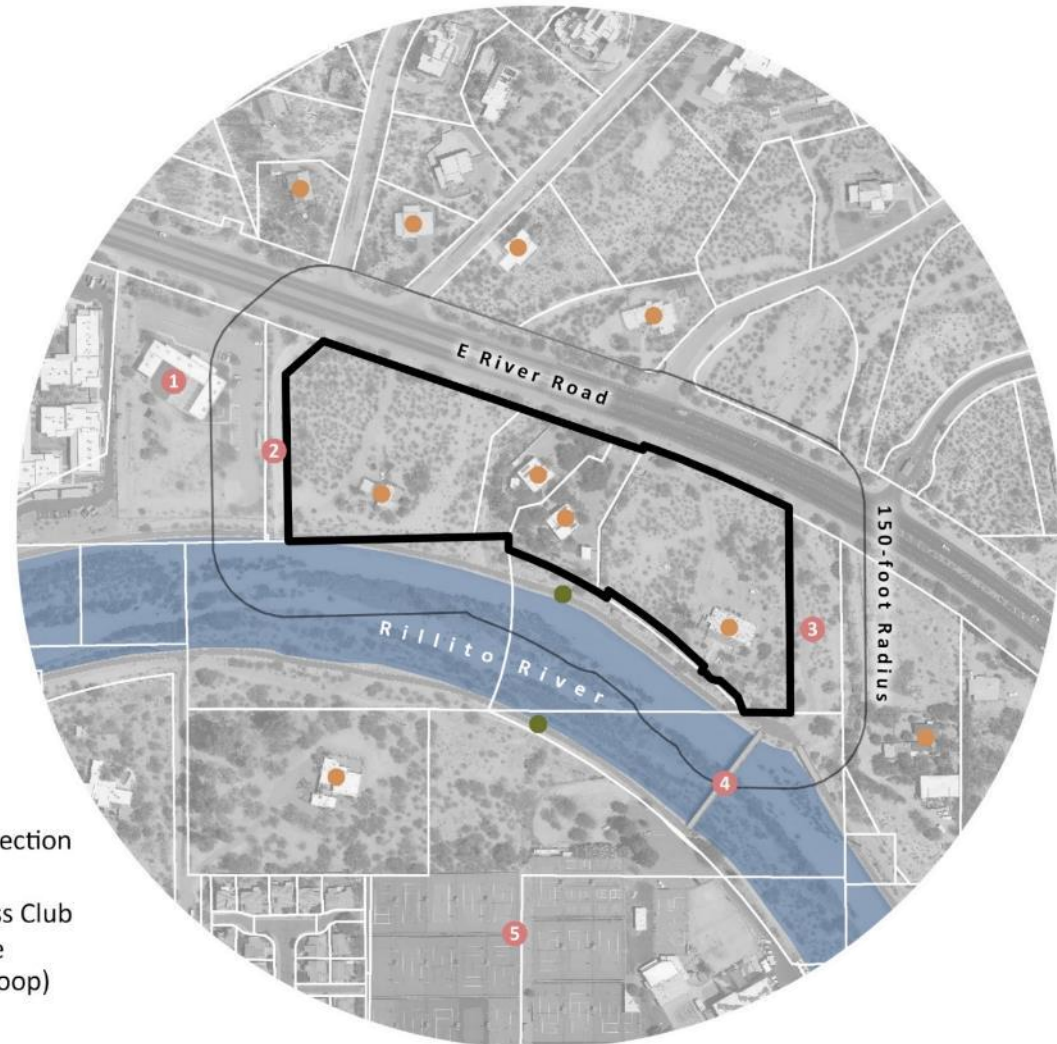 1
2
E River Road
150-foot Radius
3
Rillito River
4
5
ection
ss Club
e
oop)